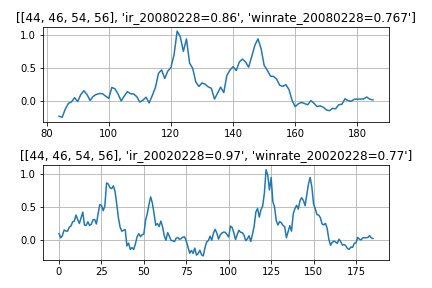 [[44, 46, 54, 56], 'ir_20080228=0.86', 'winrate_20080228=0.767']
1.0
0.5
0.0
80 100 120 140 160 180
[[44, 46, 54, 56], 'ir_20020228=0.97', 'winrate_20020228=0.77']
1.0
0.5
0.0
0 25 50 75 100 125 150 175